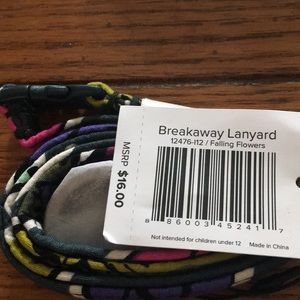 Breakaway Lanyard
12476-I12 / Falling Flowers
MSRP $16.00
8 86003 45241 7
Not intended for children under 12 Made in China